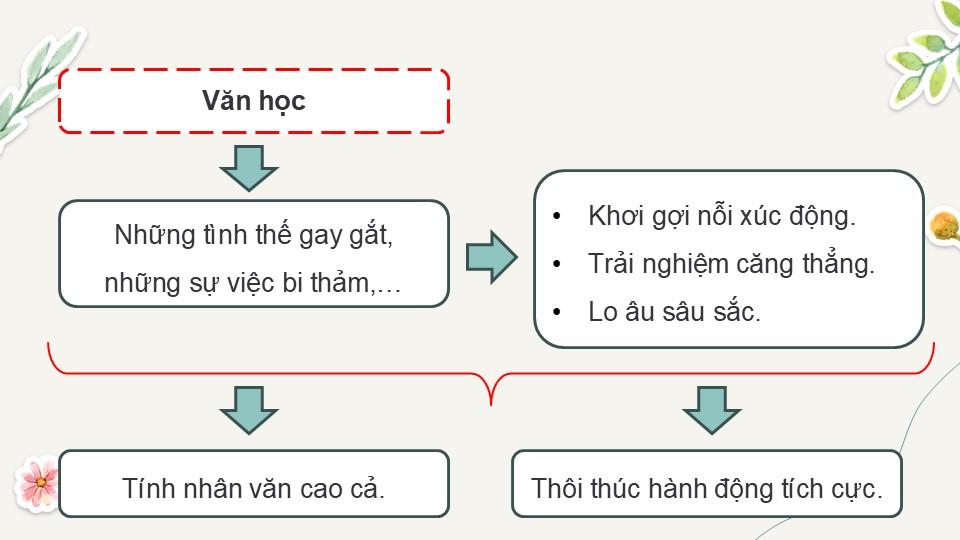 Văn học
Những tình thế gay gắt,
những sự việc bi thảm,...
• Khơi gợi nỗi xúc động.
• Trải nghiệm căng thẳng.
• Lo âu sâu sắc.
Tính nhân văn cao cả.
Thôi thúc hành động tích cực.